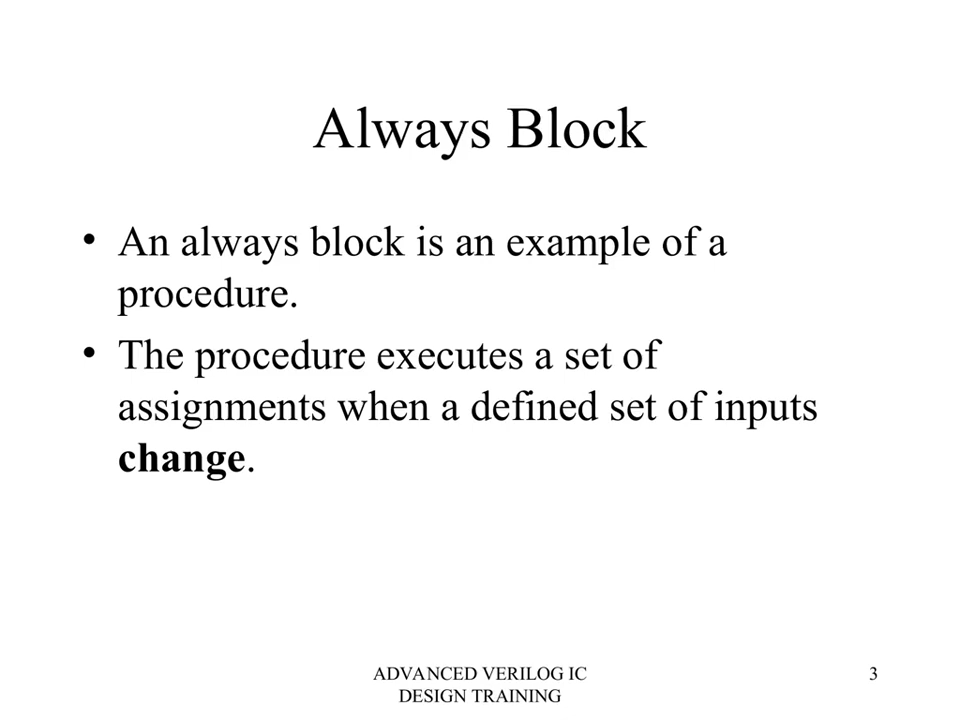 Always Block
• An always block is an example of a
procedure.
• The procedure executes a set of
assignments when a defined set of inputs
change.
ADVANCED VERILOG IC
DESIGN TRAINING
3